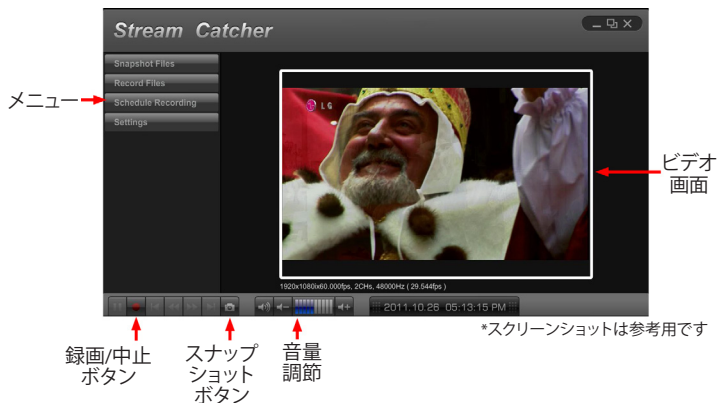 Stream Catcher
Snapshot Files
Record Files
Schedule Recording
Settings
メニュー
LG
ビデオ
画面
1920x1080ix60.000fps, 2CHs, 48000Hz ( 29.544fps )
2011.10.26 05:13:15 PM
*スクリーンショットは参考用です
録画/中止
ボタン
スナップ
ショット
ボタン
音量
調節